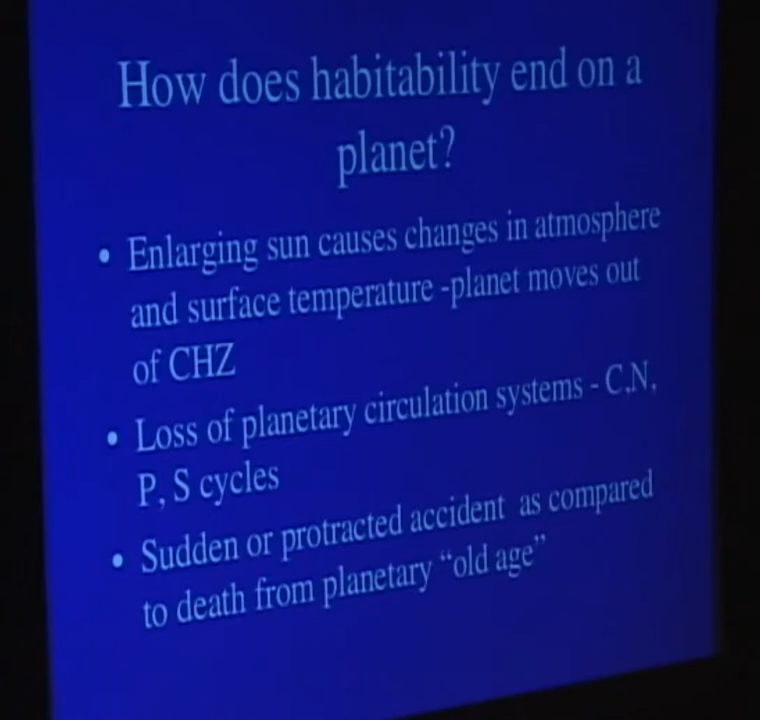 How does habitability end on a
planet?
• Enlarging sun causes changes in atmosphere
and surface temperature -planet moves out
of CHZ
• Loss of planetary circulation systems - C,N,
P, S cycles
• Sudden or protracted accident as compared
to death from planetary “old age”